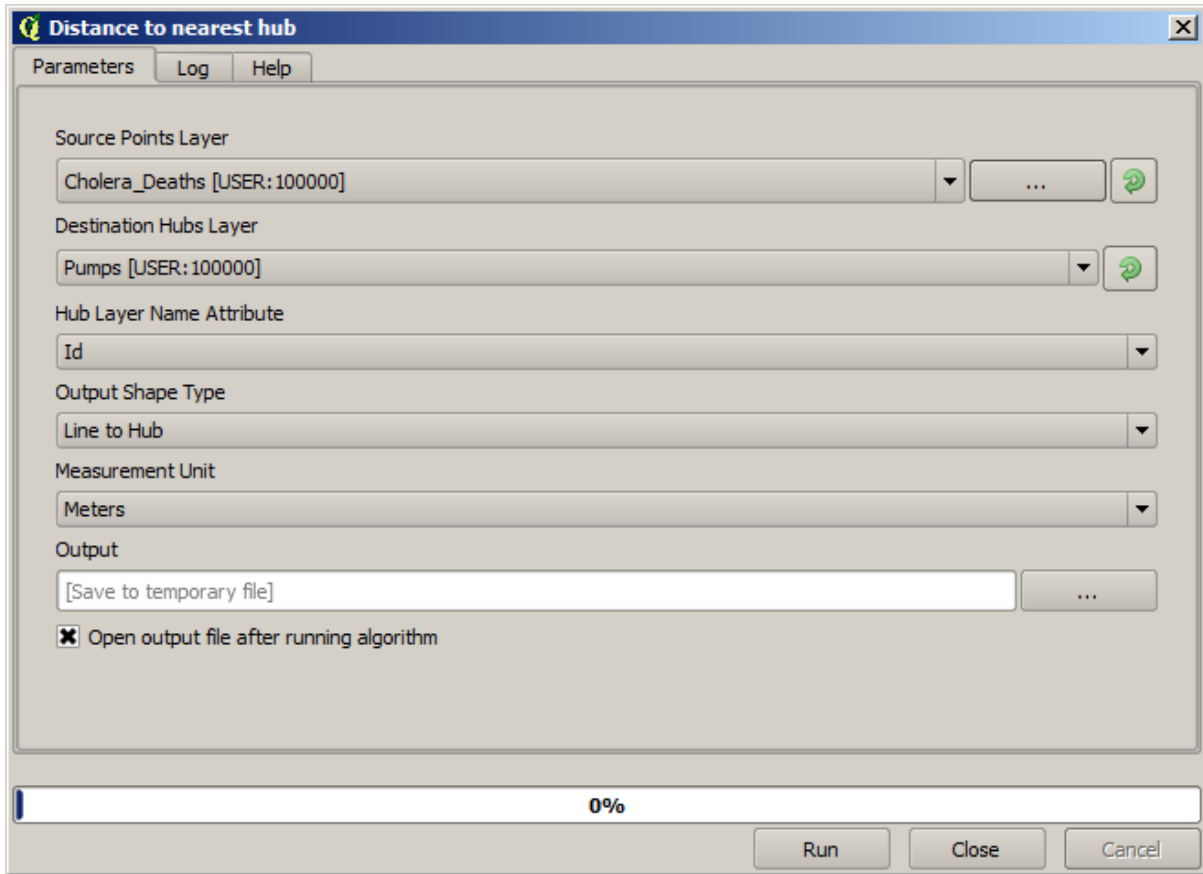 Distance to nearest hub
Parameters Log Help
Source Points Layer
Cholera_Deaths [USER:100000] ...
Destination Hubs Layer
Pumps [USER:100000]
Hub Layer Name Attribute
Id
Output Shape Type
Line to Hub
Measurement Unit
Meters
Output
[Save to temporary file] ...
Open output file after running algorithm
0%
Run Close Cancel